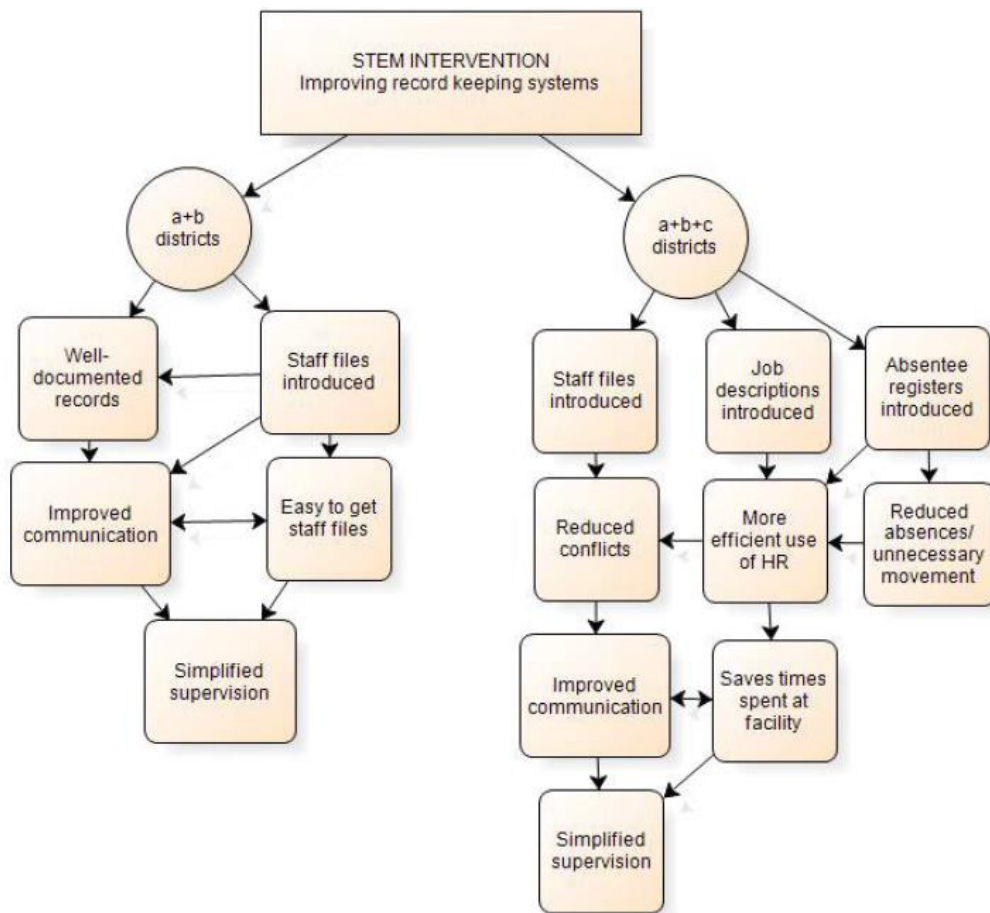 STEM INTERVENTION
Improving record keeping systems
a+b
districts
a+b+c
districts
Well-
documented
records
Staff files
introduced
Staff files
introduced
Job
descriptions
introduced
Absentee
registers
introduced
Improved
communication
Easy to get
staff files
Reduced
conflicts
More
efficient use
of HR
Reduced
absences/
unnecessary
movement
Simplified
supervision
Improved
communication
Saves times
spent at
facility
Simplified
supervision